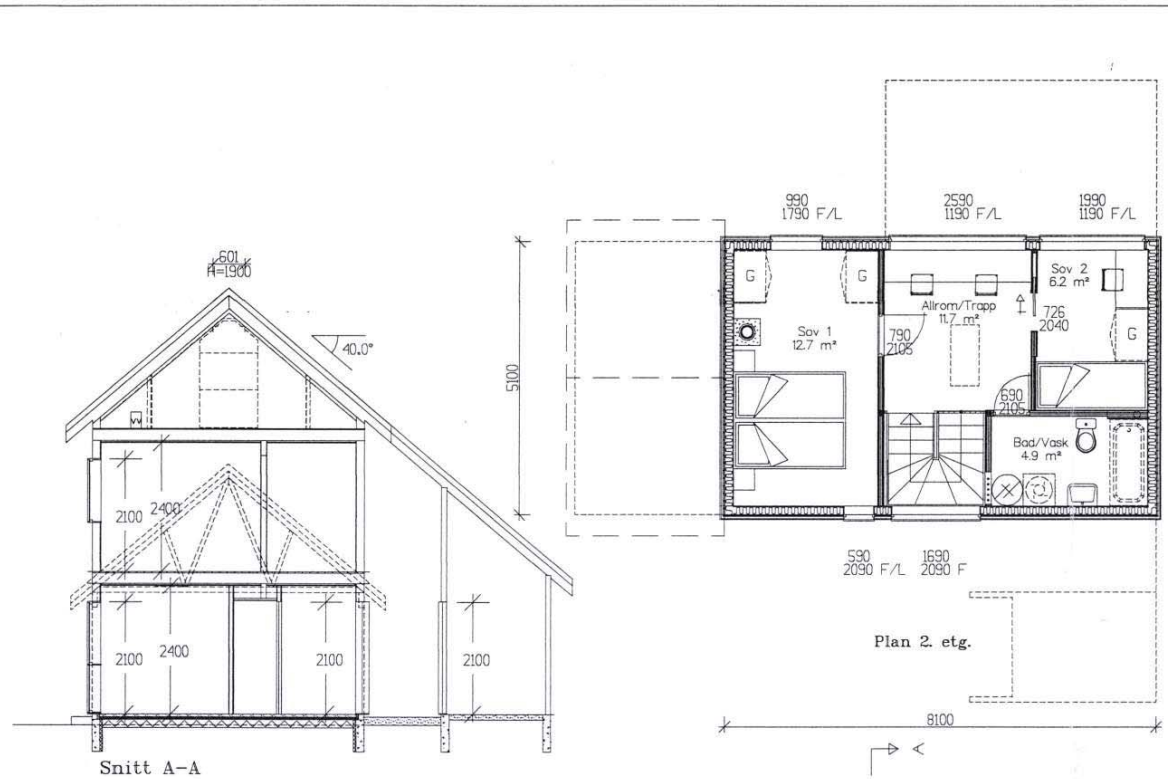 601
H=1900
40.0°
2100
2400
2100
2400
2100
2100
Snitt A-A
5100
990
1790 F/L
2590
1190 F/L
1990
1190 F/L
G
G
Sov 1
12.7 m²
Allrom/Trapp
11.7 m²
790
2105
Sov 2
6.2 m²
726
2040
G
690
2105
Bad/Vask
4.9 m²
590
2090 F/L
1690
2090 F
Plan 2. etg.
8100
A